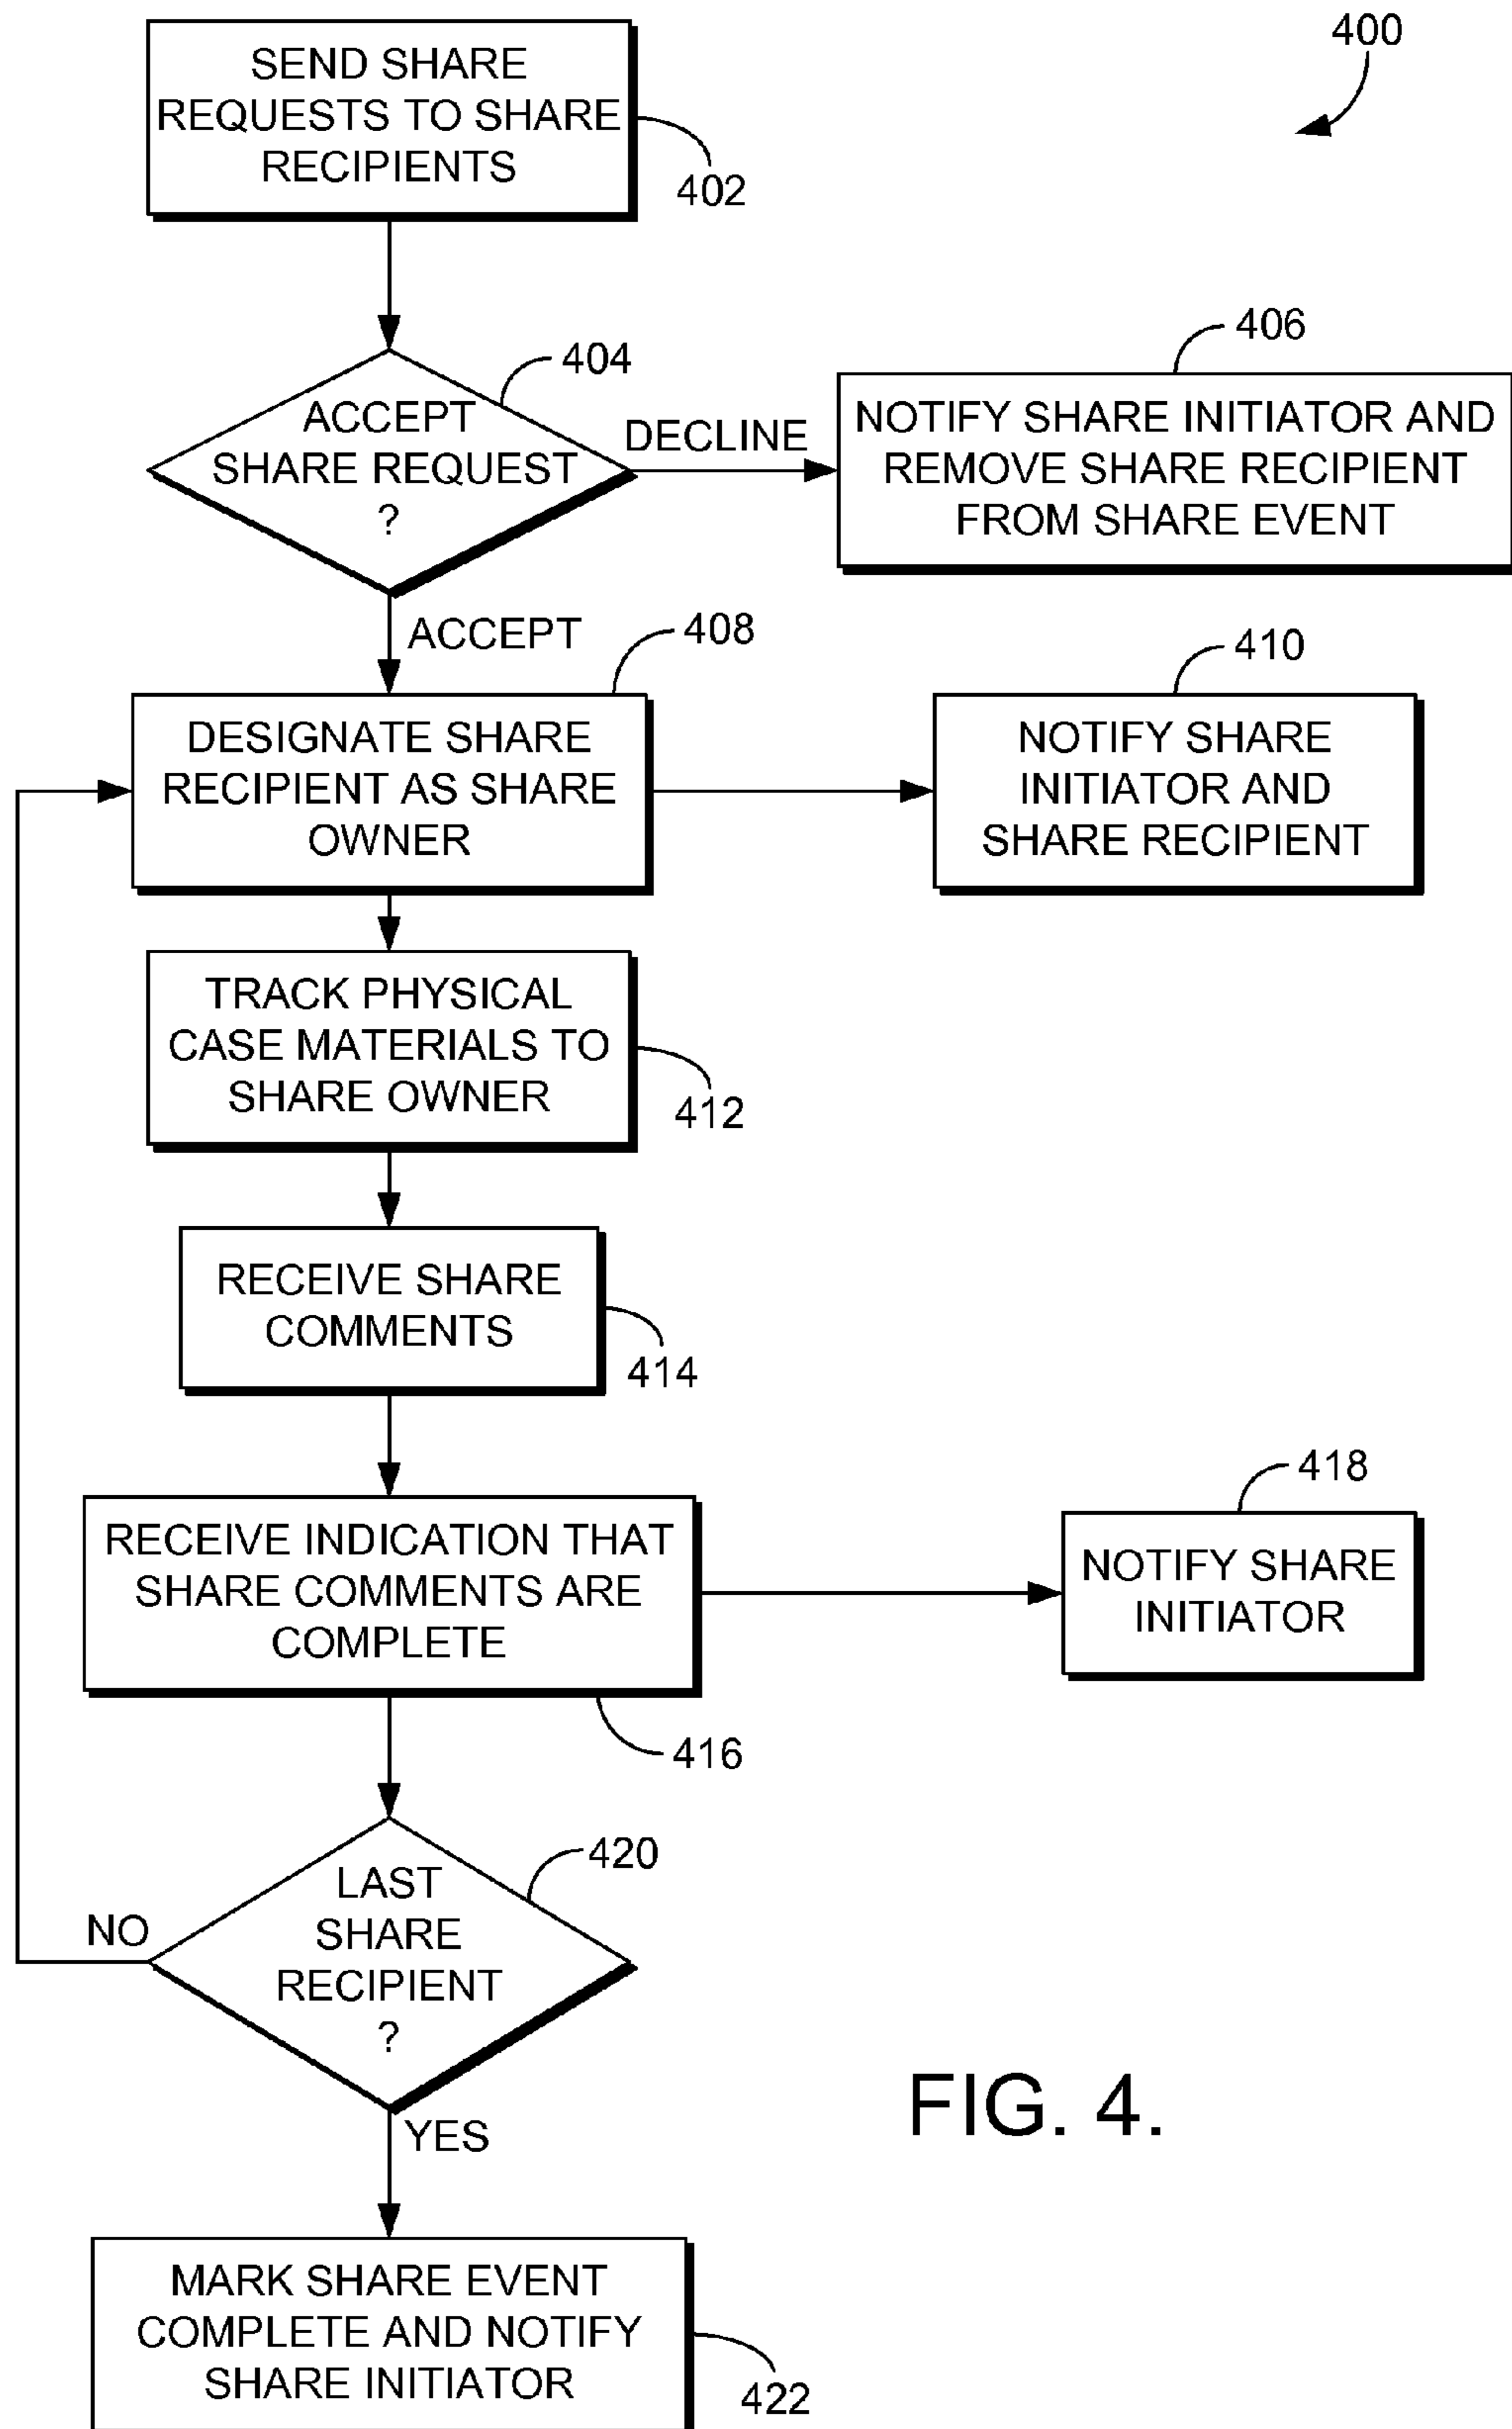 400
SEND SHARE
REQUESTS TO SHARE
RECIPIENTS
402
404
ACCEPT
SHARE REQUEST
?
DECLINE
406
NOTIFY SHARE INITIATOR AND
REMOVE SHARE RECIPIENT
FROM SHARE EVENT
ACCEPT
408
DESIGNATE SHARE
RECIPIENT AS SHARE
OWNER
410
NOTIFY SHARE
INITIATOR AND
SHARE RECIPIENT
TRACK PHYSICAL
CASE MATERIALS TO
SHARE OWNER
412
RECEIVE SHARE
COMMENTS
414
RECEIVE INDICATION THAT
SHARE COMMENTS ARE
COMPLETE
416
418
NOTIFY SHARE
INITIATOR
420
LAST
SHARE
RECIPIENT
?
NO
YES
FIG. 4.
MARK SHARE EVENT
COMPLETE AND NOTIFY
SHARE INITIATOR
422